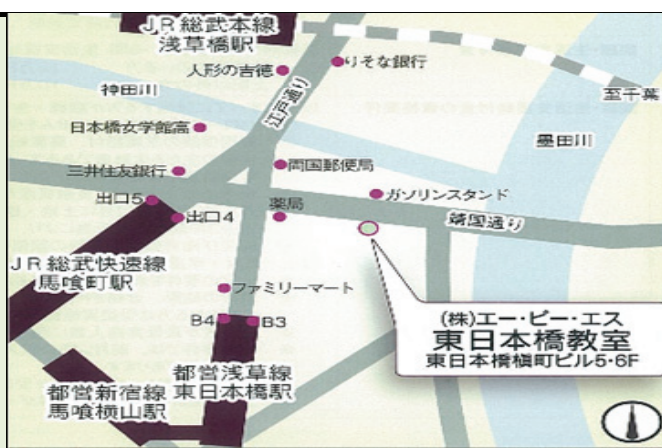 JR総武本線
浅草橋駅
人形の吉徳
りそな銀行
江戸通り
神田川
至千葉
日本橋女学館高
墨田川
三井住友銀行
両国郵便局
ガソリンスタンド
出口5
薬局
出口4
靖国通り
JR総武快速線
馬喰町駅
ファミリーマート
B4
B3
(株)エー・ビー・エス
東日本橋教室
東日本橋槇町ビル5・6F
都営浅草線
東日本橋駅
都営新宿線
馬喰横山駅